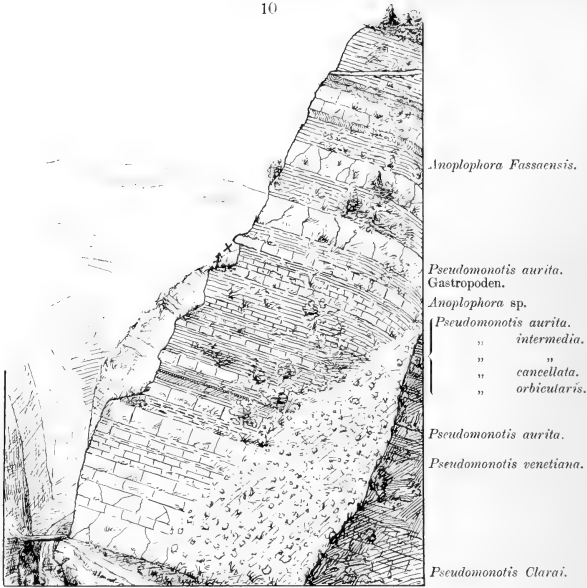 10
Anoplophora Fassaensis.
Pseudomonotis aurita.
Gastropoden.
Anoplophora sp.
Pseudomonotis aurita.
„ intermedia.
„ „
„ cancellata.
„ orbicularis.
Pseudomonotis aurita.
Pseudomonotis venetiana.
Pseudomonotis Clarai.